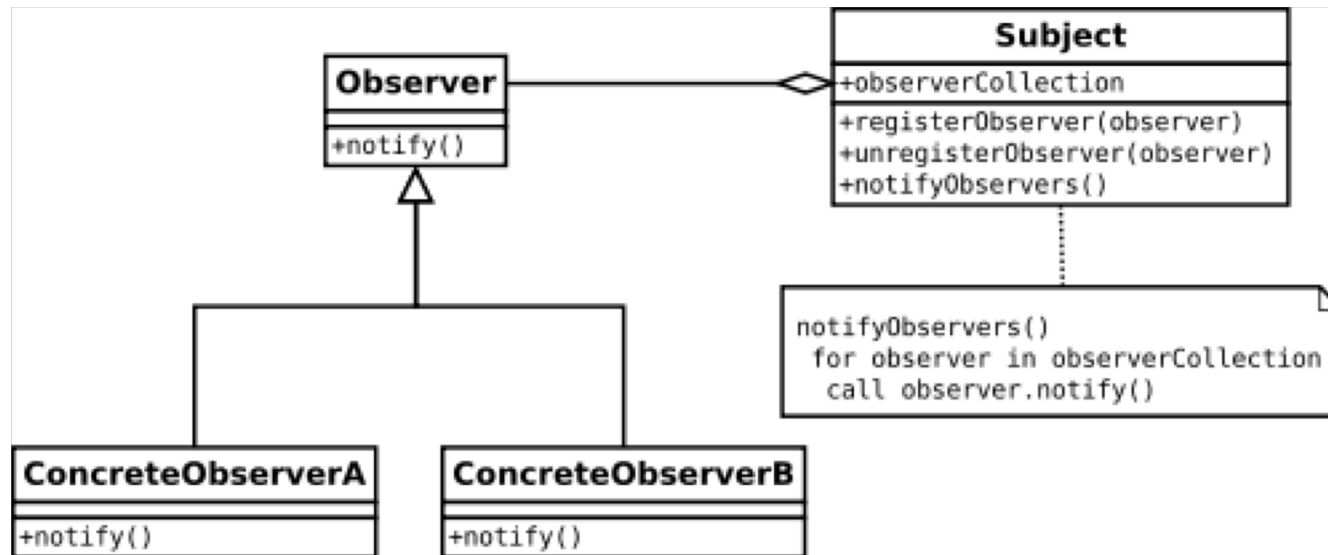 Observer
+notify()
Subject
+observerCollection
+registerObserver(observer)
+unregisterObserver(observer)
+notifyObservers()
notifyObservers()
for observer in observerCollection
call observer.notify()
ConcreteObserverA
+notify()
ConcreteObserverB
+notify()